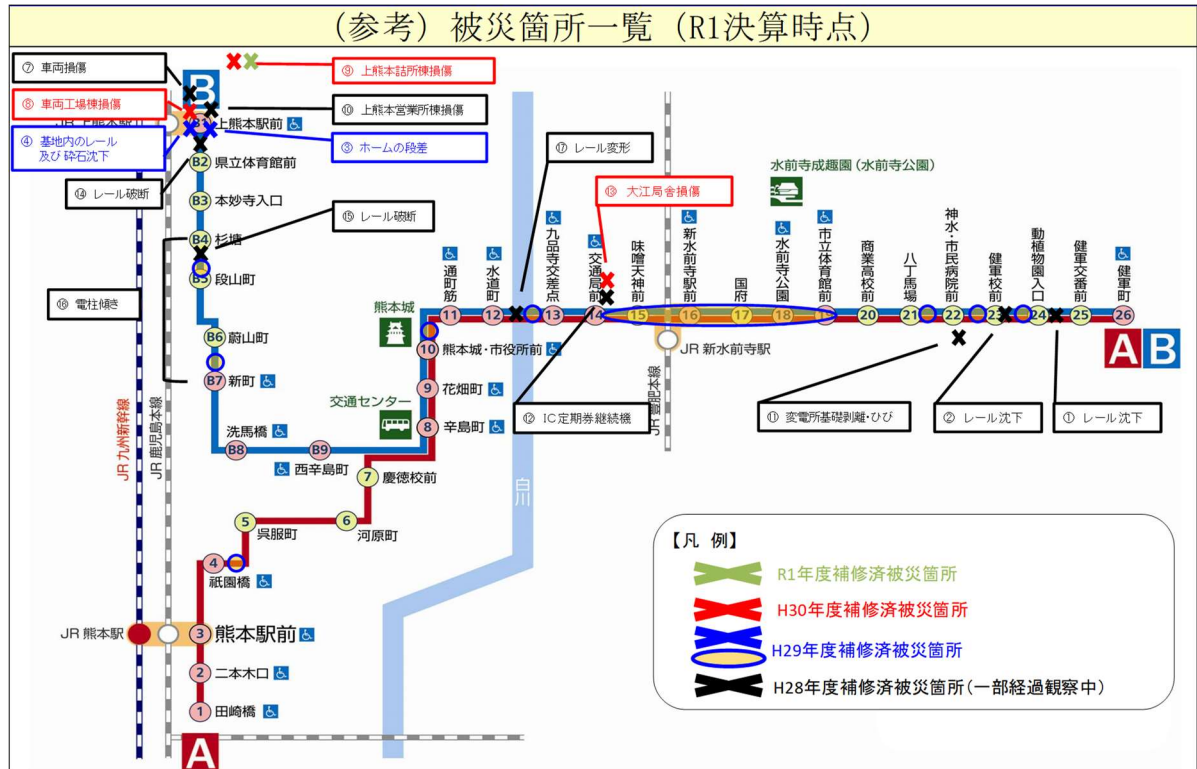 (参考) 被災箇所一覧 (R1決算時点)
⑦ 車両損傷
⑧ 車両工場棟損傷
④ 基地内のレール
及び 砕石沈下
⑨ 上熊本詰所棟損傷
⑩ 上熊本営業所棟損傷
③ ホームの段差
B
B1 上熊本駅前
B2 県立体育館前
⑭ レール破断
B3 本妙寺入口
B4 杉塘
⑮ レール破断
B5 段山町
⑯ 電柱傾き
B6 蔚山町
B7 新町
洗馬橋
B8
B9
西辛島町
JR 九州新幹線
JR 鹿児島本線
熊本城
交通センター
⑰ レール変形
⑬ 大江局舎損傷
水前寺成趣園 (水前寺公園)
通町筋
水道町
九品寺交差点
交通局前
味噌天神前
新水前寺駅前
国府
水前寺公園
市立体育館前
商業高校前
八丁馬場
神水・市民病院前
健軍校前
動植物園入口
健軍交番前
健軍町
11
12
13
14
15
16
17
18
19
20
21
22
23
24
25
26
A B
10 熊本城・市役所前
9 花畑町
8 辛島町
7 慶徳校前
6
河原町
5
呉服町
4
祇園橋
JR 熊本駅
3 熊本駅前
2 二本木口
1 田崎橋
A
白川
JR 豊肥本線
JR 新水前寺駅
⑫ IC定期券継続機
⑪ 変電所基礎剥離・ひび
② レール沈下
① レール沈下
【凡 例】
R1年度補修済被災箇所
H30年度補修済被災箇所
H29年度補修済被災箇所
H28年度補修済被災箇所(一部経過観察中)